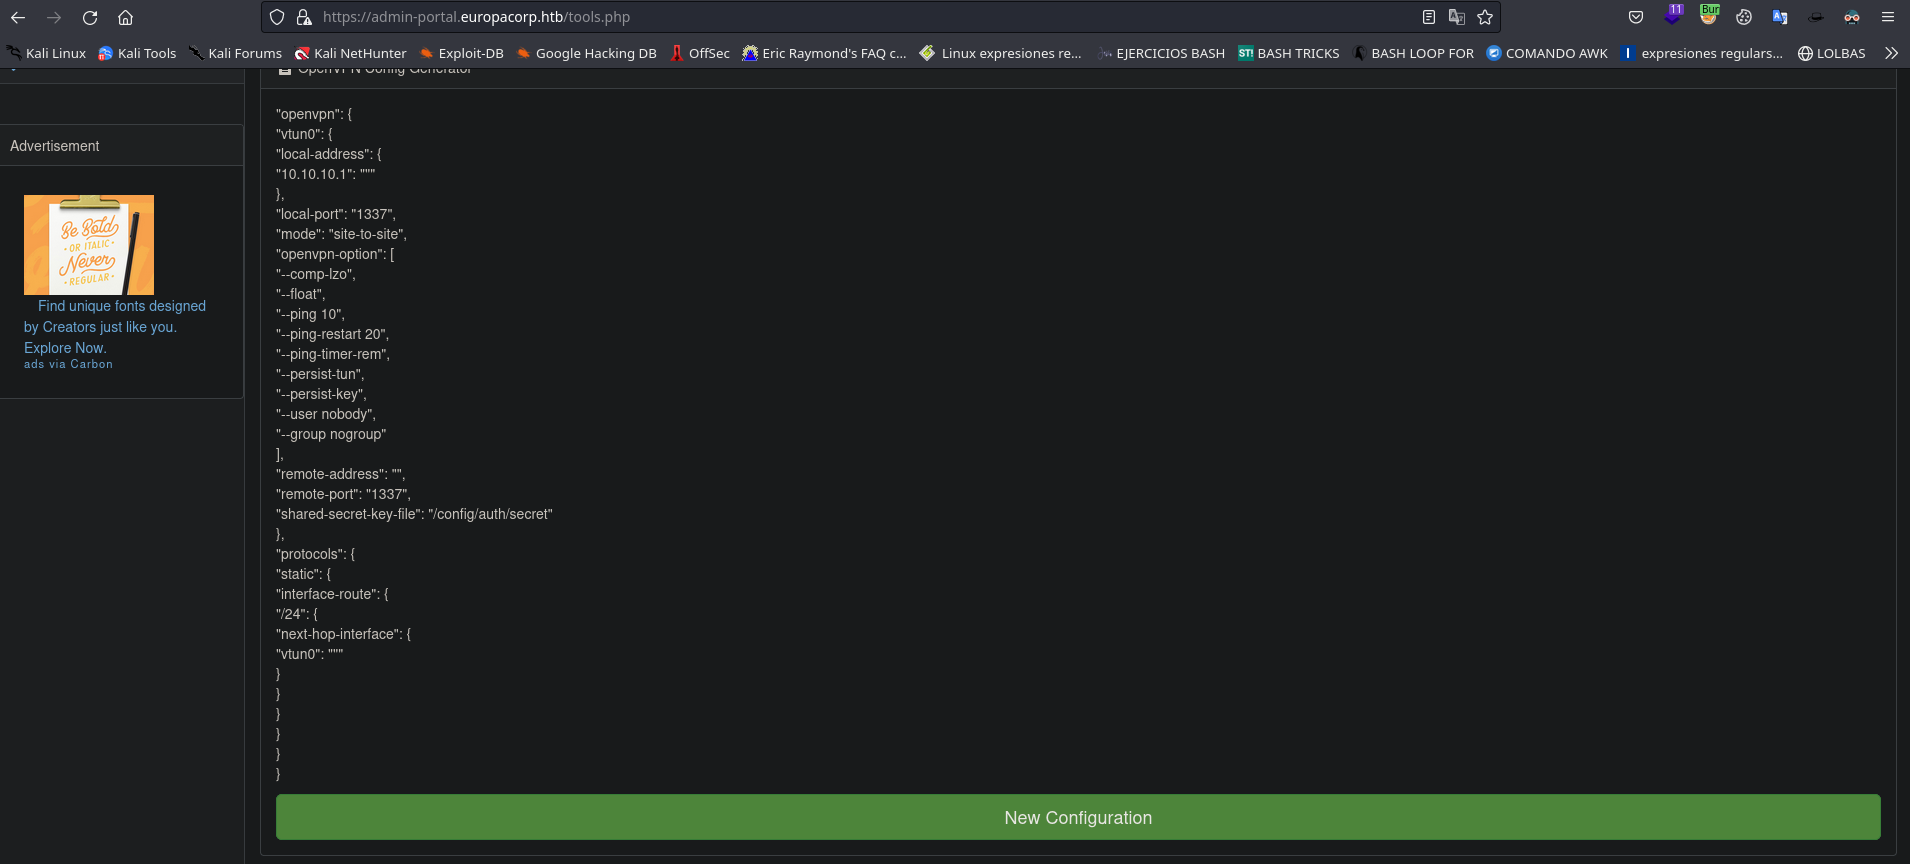 https://admin-portal.europacorp.htb/tools.php
11
Bur
Kali Linux
Kali Tools
Kali Forums
Kali NetHunter
Exploit-DB
Google Hacking DB
OffSec
Eric Raymond's FAQ c...
Linux expresiones re...
EJERCICIOS BASH
ST!
BASH TRICKS
BASH LOOP FOR
COMANDO AWK
I
expresiones regulars...
LOLBAS
OpenVPN Config Generator
Advertisement
Be Bold
OR ITALIC
Never
REGULAR
Find unique fonts designed
by Creators just like you.
Explore Now.
ads via Carbon
"openvpn": {
"vtun0": {
"local-address": {
"10.10.10.1": """
},
"local-port": "1337",
"mode": "site-to-site",
"openvpn-option": [
"--comp-lzo",
"--float",
"--ping 10",
"--ping-restart 20",
"--ping-timer-rem",
"--persist-tun",
"--persist-key",
"--user nobody",
"--group nogroup"
],
"remote-address": "",
"remote-port": "1337",
"shared-secret-key-file": "/config/auth/secret"
},
"protocols": {
"static": {
"interface-route": {
"/24": {
"next-hop-interface": {
"vtun0": """
}
}
}
}
}
}
New Configuration